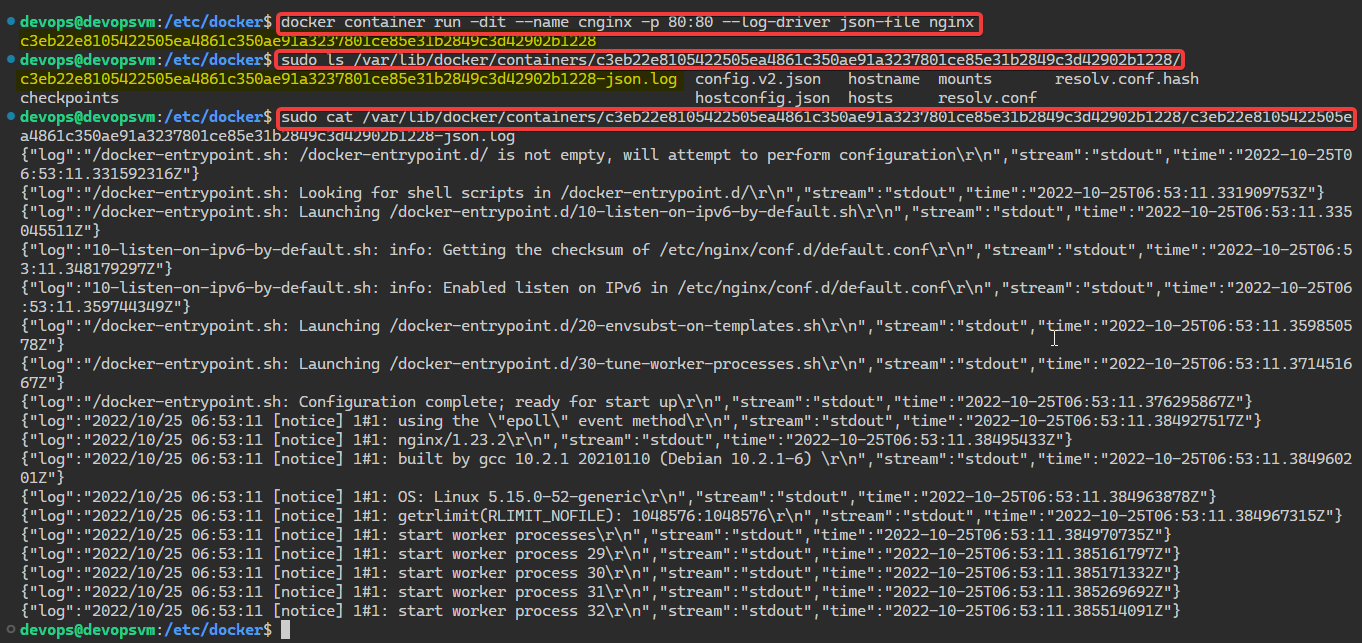 devops@devopsvm:/etc/docker$ docker container run -dit --name cnginx -p 80:80 --log-driver json-file nginx
c3eb22e8105422505ea4861c350ae91a3237801ce85e31b2849c3d42902b1228
devops@devopsvm:/etc/docker$ sudo ls /var/lib/docker/containers/c3eb22e8105422505ea4861c350ae91a3237801ce85e31b2849c3d42902b1228/
c3eb22e8105422505ea4861c350ae91a3237801ce85e31b2849c3d42902b1228-json.log  config.v2.json   hostname  mounts       resolv.conf.hash
checkpoints                                                                hostconfig.json  hosts     resolv.conf
devops@devopsvm:/etc/docker$ sudo cat /var/lib/docker/containers/c3eb22e8105422505ea4861c350ae91a3237801ce85e31b2849c3d42902b1228/c3eb22e8105422505e
a4861c350ae91a3237801ce85e31b2849c3d42902b1228-json.log
{"log":"/docker-entrypoint.sh: /docker-entrypoint.d/ is not empty, will attempt to perform configuration\r\n","stream":"stdout","time":"2022-10-25T0
6:53:11.331592316Z"}
{"log":"/docker-entrypoint.sh: Looking for shell scripts in /docker-entrypoint.d/\r\n","stream":"stdout","time":"2022-10-25T06:53:11.331909753Z"}
{"log":"/docker-entrypoint.sh: Launching /docker-entrypoint.d/10-listen-on-ipv6-by-default.sh\r\n","stream":"stdout","time":"2022-10-25T06:53:11.335
045511Z"}
{"log":"10-listen-on-ipv6-by-default.sh: info: Getting the checksum of /etc/nginx/conf.d/default.conf\r\n","stream":"stdout","time":"2022-10-25T06:5
3:11.348179297Z"}
{"log":"10-listen-on-ipv6-by-default.sh: info: Enabled listen on IPv6 in /etc/nginx/conf.d/default.conf\r\n","stream":"stdout","time":"2022-10-25T06
:53:11.359744349Z"}
{"log":"/docker-entrypoint.sh: Launching /docker-entrypoint.d/20-envsubst-on-templates.sh\r\n","stream":"stdout","time":"2022-10-25T06:53:11.3598505
78Z"}
{"log":"/docker-entrypoint.sh: Launching /docker-entrypoint.d/30-tune-worker-processes.sh\r\n","stream":"stdout","time":"2022-10-25T06:53:11.3714516
67Z"}
{"log":"/docker-entrypoint.sh: Configuration complete; ready for start up\r\n","stream":"stdout","time":"2022-10-25T06:53:11.376295867Z"}
{"log":"2022/10/25 06:53:11 [notice] 1#1: using the \"epoll\" event method\r\n","stream":"stdout","time":"2022-10-25T06:53:11.384927517Z"}
{"log":"2022/10/25 06:53:11 [notice] 1#1: nginx/1.23.2\r\n","stream":"stdout","time":"2022-10-25T06:53:11.38495433Z"}
{"log":"2022/10/25 06:53:11 [notice] 1#1: built by gcc 10.2.1 20210110 (Debian 10.2.1-6) \r\n","stream":"stdout","time":"2022-10-25T06:53:11.3849602
01Z"}
{"log":"2022/10/25 06:53:11 [notice] 1#1: OS: Linux 5.15.0-52-generic\r\n","stream":"stdout","time":"2022-10-25T06:53:11.384963878Z"}
{"log":"2022/10/25 06:53:11 [notice] 1#1: getrlimit(RLIMIT_NOFILE): 1048576:1048576\r\n","stream":"stdout","time":"2022-10-25T06:53:11.384967315Z"}
{"log":"2022/10/25 06:53:11 [notice] 1#1: start worker processes\r\n","stream":"stdout","time":"2022-10-25T06:53:11.384970735Z"}
{"log":"2022/10/25 06:53:11 [notice] 1#1: start worker process 29\r\n","stream":"stdout","time":"2022-10-25T06:53:11.385161797Z"}
{"log":"2022/10/25 06:53:11 [notice] 1#1: start worker process 30\r\n","stream":"stdout","time":"2022-10-25T06:53:11.385171332Z"}
{"log":"2022/10/25 06:53:11 [notice] 1#1: start worker process 31\r\n","stream":"stdout","time":"2022-10-25T06:53:11.385269692Z"}
{"log":"2022/10/25 06:53:11 [notice] 1#1: start worker process 32\r\n","stream":"stdout","time":"2022-10-25T06:53:11.385514091Z"}
devops@devopsvm:/etc/docker$